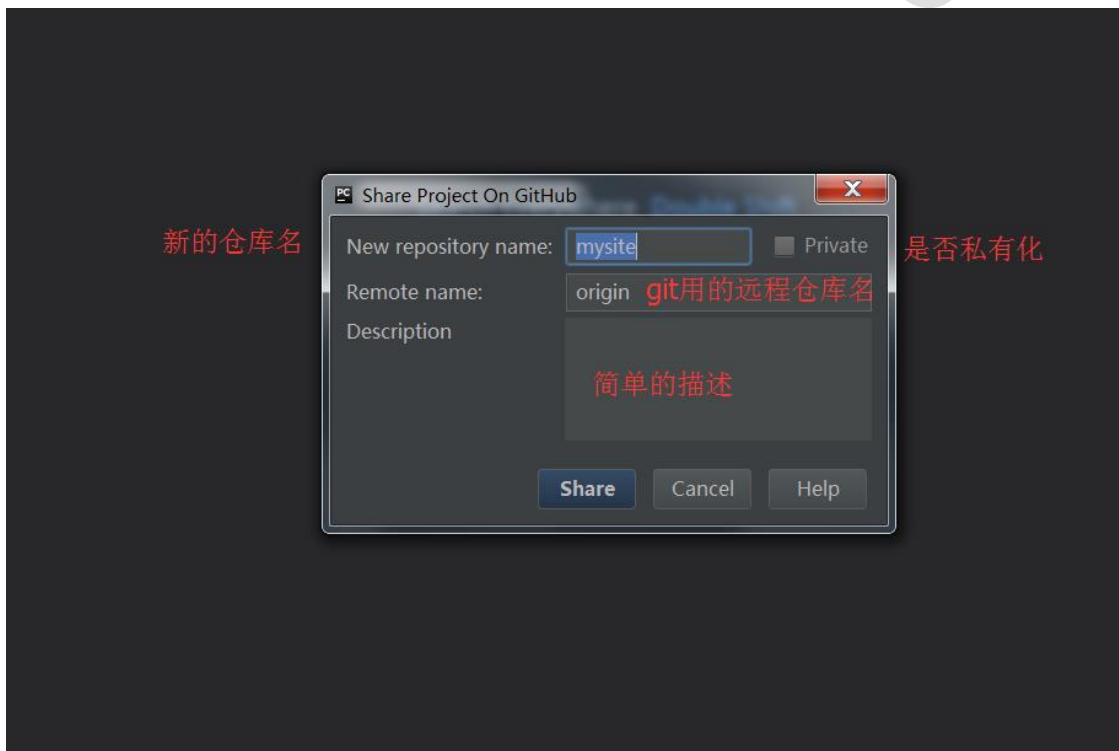 PC Share Project On GitHub
新的仓库名 New repository name: mysite Private 是否私有化
Remote name: origin git用的远程仓库名
Description
简单的描述
Share Cancel Help